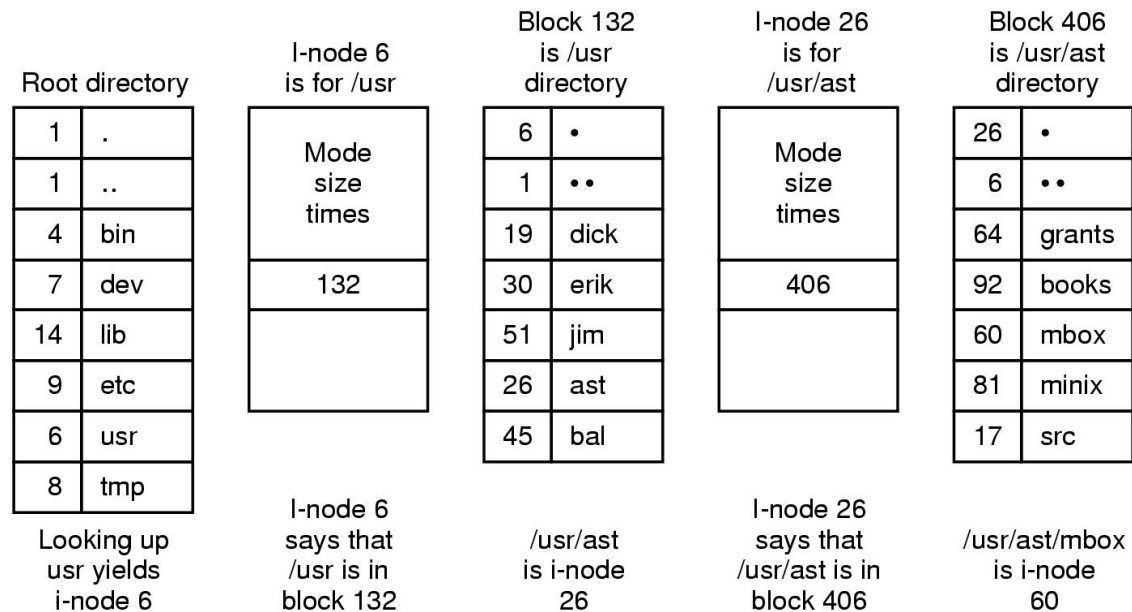 Root directory
1 .
1 ..
4 bin
7 dev
14 lib
9 etc
6 usr
8 tmp
Looking up
usr yields
i-node 6
I-node 6
is for /usr
Mode
size
times
132
I-node 6
says that
/usr is in
block 132
Block 132
is /usr
directory
6 •
1 ••
19 dick
30 erik
51 jim
26 ast
45 bal
/usr/ast
is i-node
26
I-node 26
is for
/usr/ast
Mode
size
times
406
I-node 26
says that
/usr/ast is in
block 406
Block 406
is /usr/ast
directory
26 •
6 ••
64 grants
92 books
60 mbox
81 minix
17 src
/usr/ast/mbox
is i-node
60